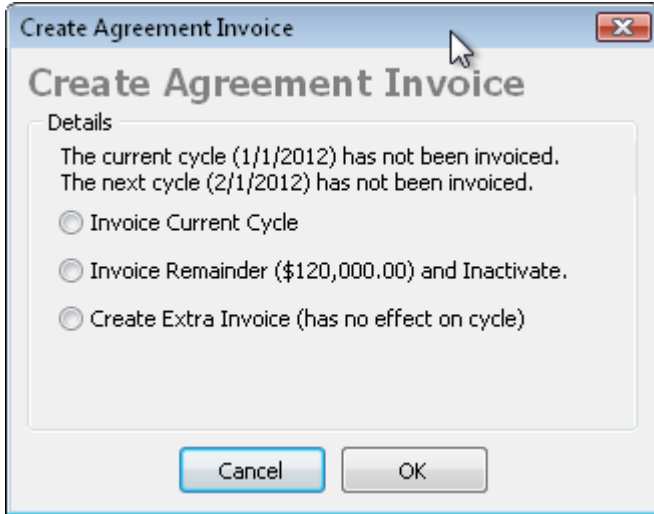 Create Agreement Invoice
Create Agreement Invoice
Details
The current cycle (1/1/2012) has not been invoiced.
The next cycle (2/1/2012) has not been invoiced.
Invoice Current Cycle
Invoice Remainder ($120,000.00) and Inactivate.
Create Extra Invoice (has no effect on cycle)
Cancel OK